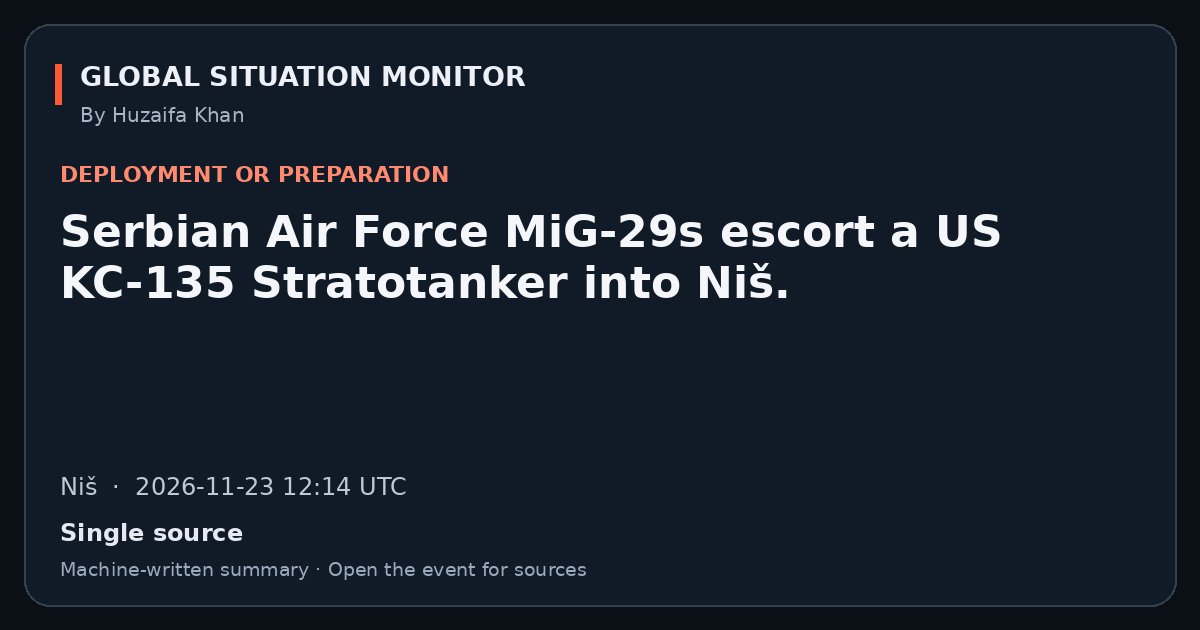 GLOBAL SITUATION MONITOR
By Huzaifa Khan
DEPLOYMENT OR PREPARATION
Serbian Air Force MiG-29s escort a US
KC-135 Stratotanker into Niš.
Niš · 2026-11-23 12:14 UTC
Single source
Machine-written summary · Open the event for sources